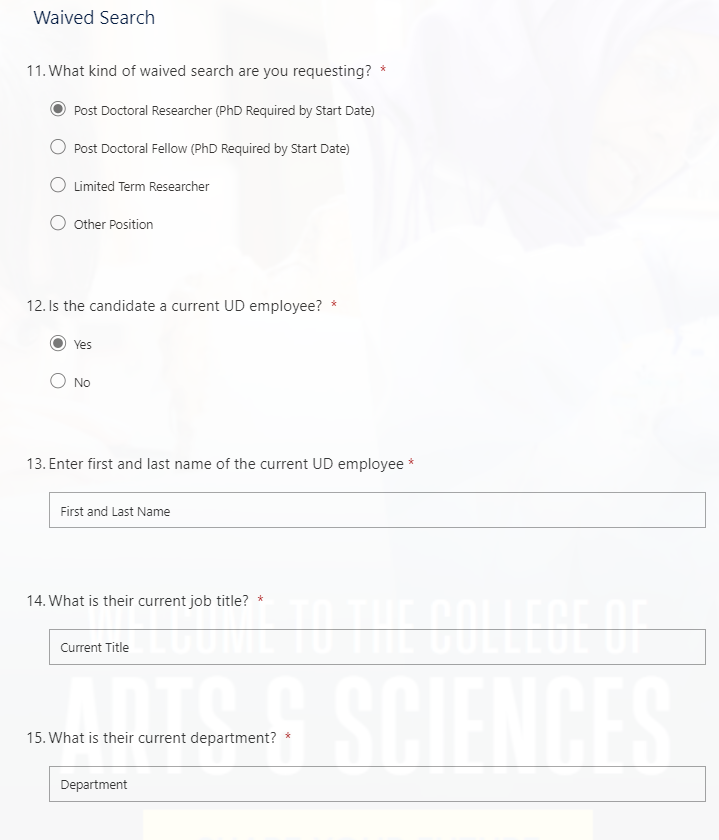 Waived Search
11. What kind of waived search are you requesting? *
Post Doctoral Researcher (PhD Required by Start Date)
Post Doctoral Fellow (PhD Required by Start Date)
Limited Term Researcher
Other Position
12. Is the candidate a current UD employee? *
Yes
No
13. Enter first and last name of the current UD employee *
First and Last Name
14. What is their current job title? *
WELCOME TO THE COLLEGE OF
Current Title
ARTS & SCIENCES
15. What is their current department? *
Department